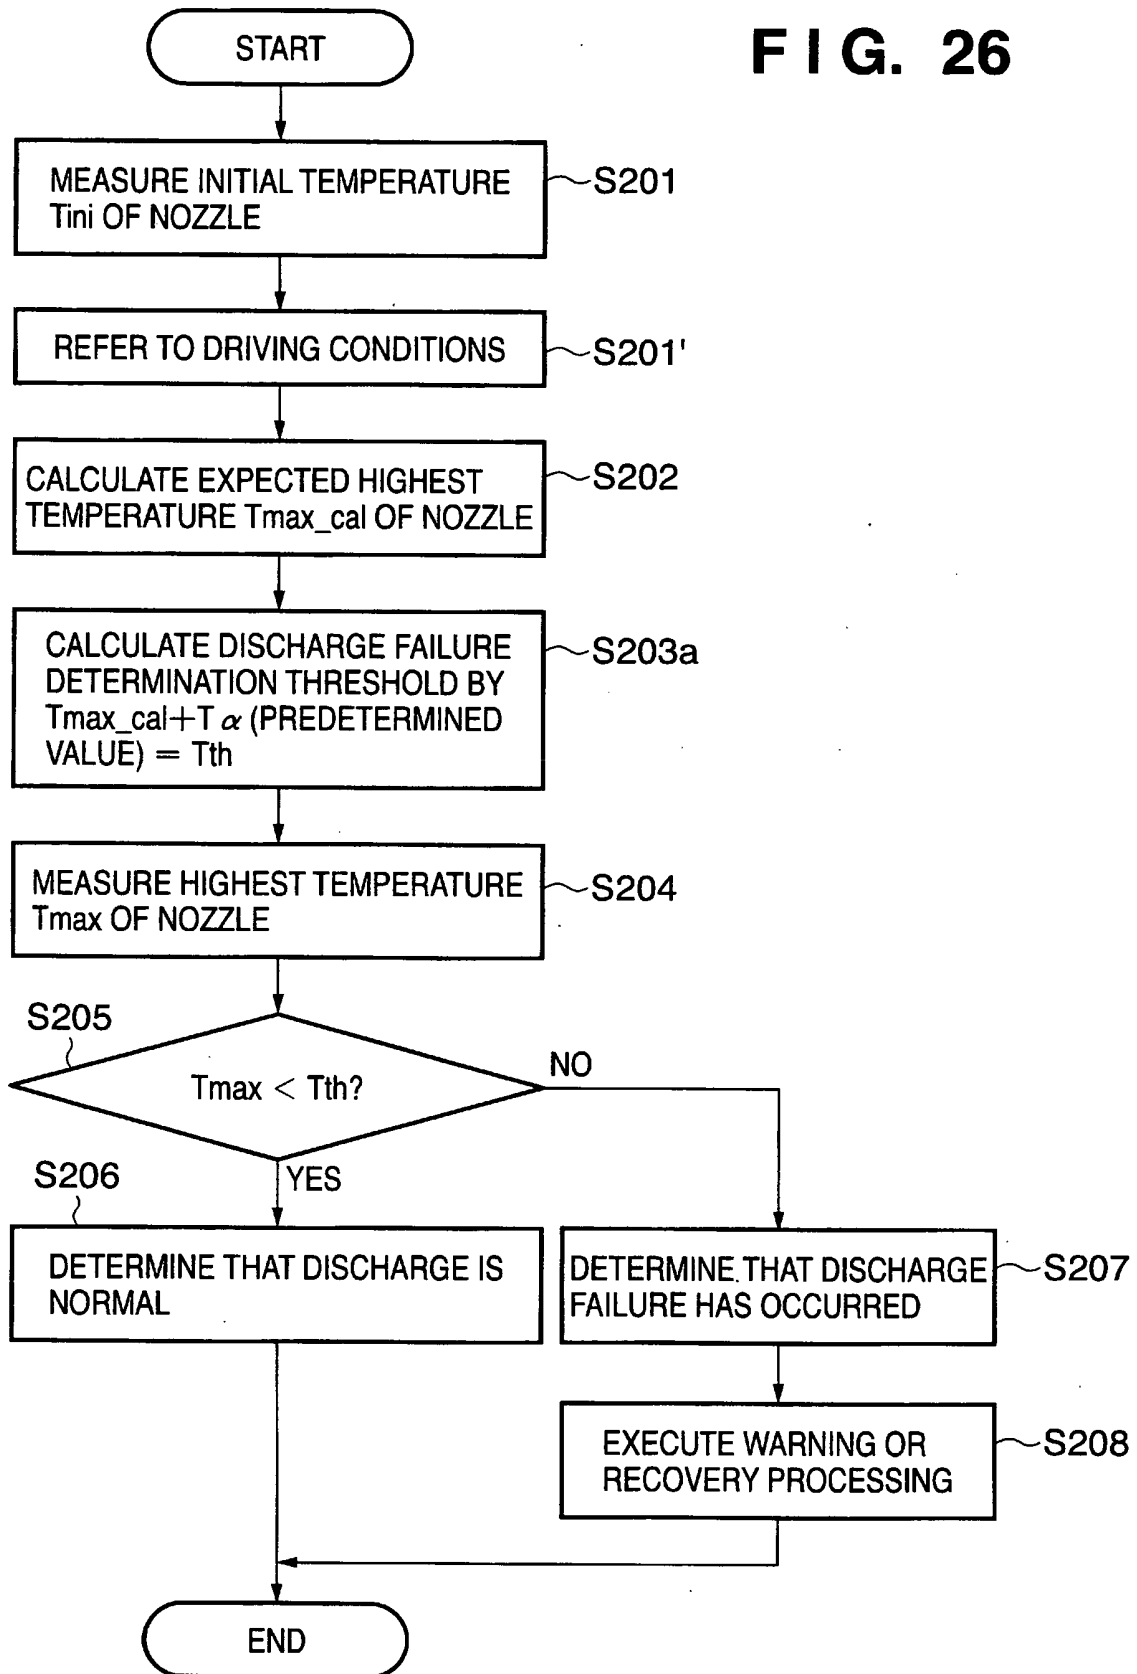 FIG. 26
START
MEASURE INITIAL TEMPERATURE
Tini OF NOZZLE
S201
REFER TO DRIVING CONDITIONS
S201'
CALCULATE EXPECTED HIGHEST
TEMPERATURE Tmax_cal OF NOZZLE
S202
CALCULATE DISCHARGE FAILURE
DETERMINATION THRESHOLD BY
Tmax_cal+T α (PREDETERMINED
VALUE) = Tth
S203a
MEASURE HIGHEST TEMPERATURE
Tmax OF NOZZLE
S204
S205
Tmax < Tth?
NO
YES
S206
DETERMINE THAT DISCHARGE IS
NORMAL
DETERMINE THAT DISCHARGE
FAILURE HAS OCCURRED
S207
EXECUTE WARNING OR
RECOVERY PROCESSING
S208
END